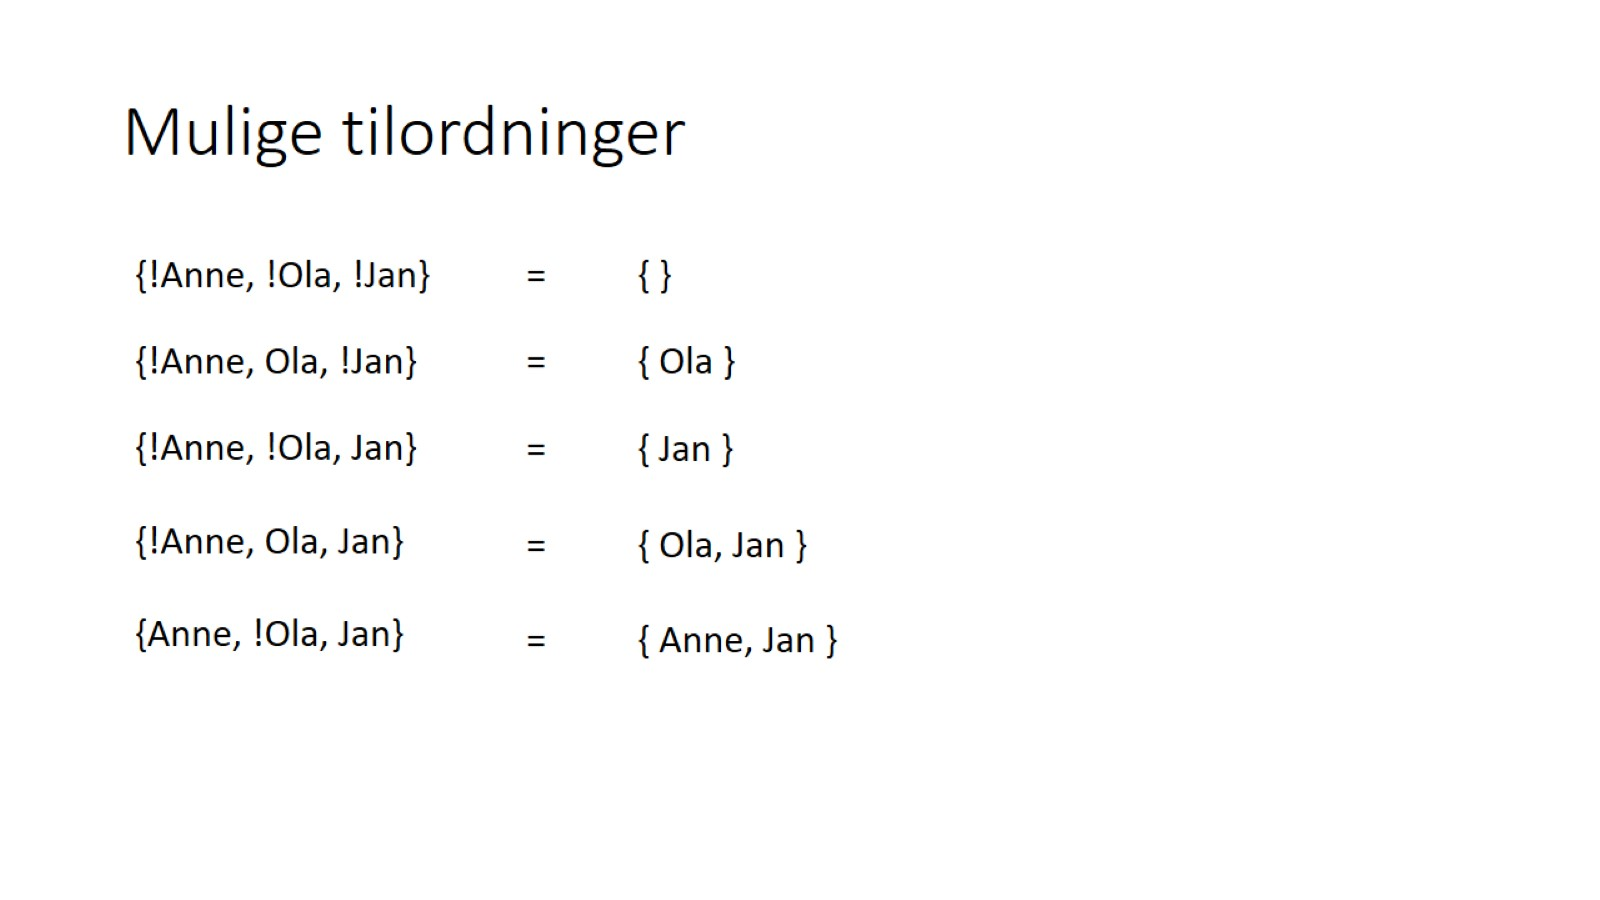 Mulige tilordninger
{!Anne, !Ola, !Jan} = { }
{!Anne, Ola, !Jan} = { Ola }
{!Anne, !Ola, Jan} = { Jan }
{!Anne, Ola, Jan} = { Ola, Jan }
{Anne, !Ola, Jan} = { Anne, Jan }